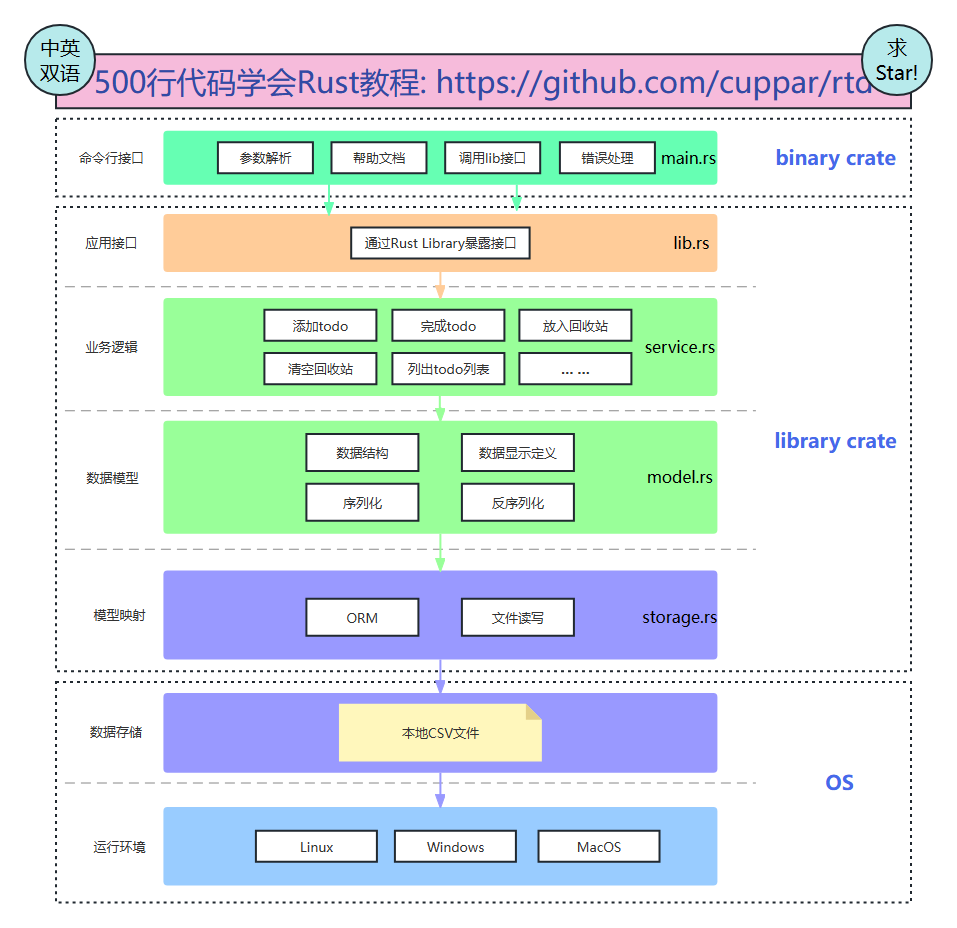 中英
双语
500行代码学会Rust教程: https://github.com/cuppar/rtd
求
Star!
命令行接口
参数解析
帮助文档
调用lib接口
错误处理
main.rs
binary crate
应用接口
通过Rust Library暴露接口
lib.rs
业务逻辑
添加todo
完成todo
放入回收站
清空回收站
列出todo列表
... ...
service.rs
library crate
数据模型
数据结构
数据显示定义
序列化
反序列化
model.rs
模型映射
ORM
文件读写
storage.rs
数据存储
本地CSV文件
OS
运行环境
Linux
Windows
MacOS